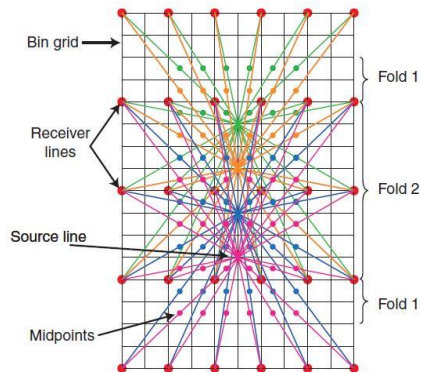 Bin grid
Fold 1
Receiver
lines
Fold 2
Source line
Fold 1
Midpoints